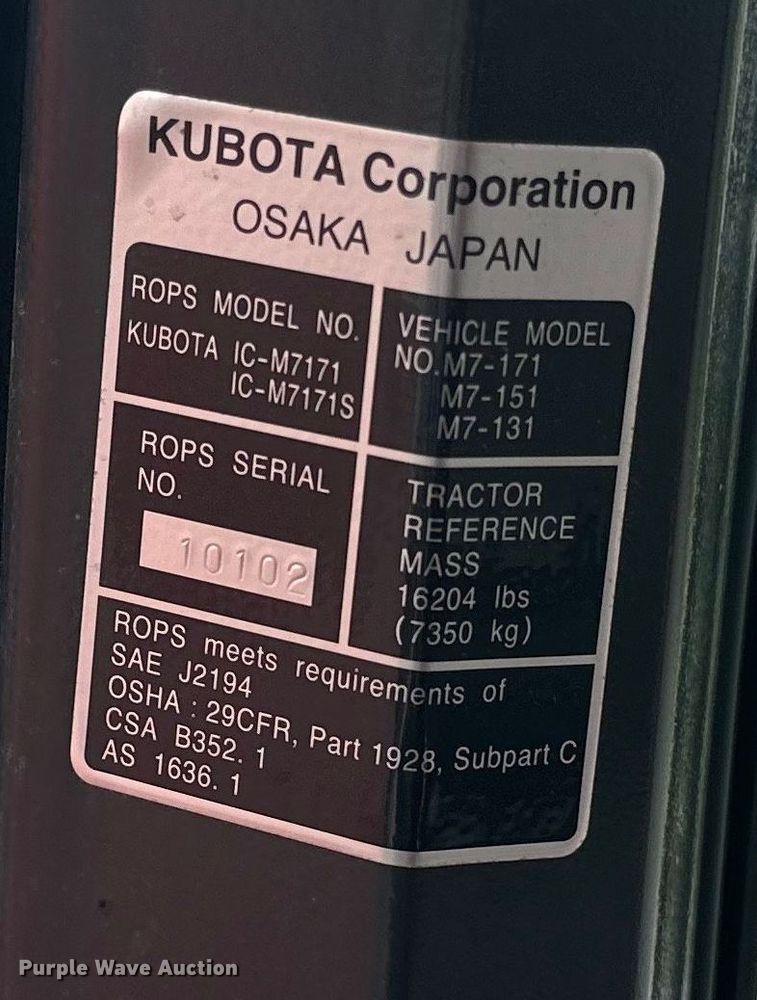 KUBOTA Corporation
OSAKA JAPAN
ROPS MODEL NO.
KUBOTA IC-M7171
IC-M7171S
VEHICLE MODEL
NO.M7-171
M7-151
M7-131
ROPS SERIAL
NO.
10102
TRACTOR
REFERENCE
MASS
16204 lbs
(7350 kg)
ROPS meets requirements of
SAE J2194
OSHA : 29CFR, Part 1928, Subpart C
CSA B352. 1
AS 1636. 1
Purple Wave Auction